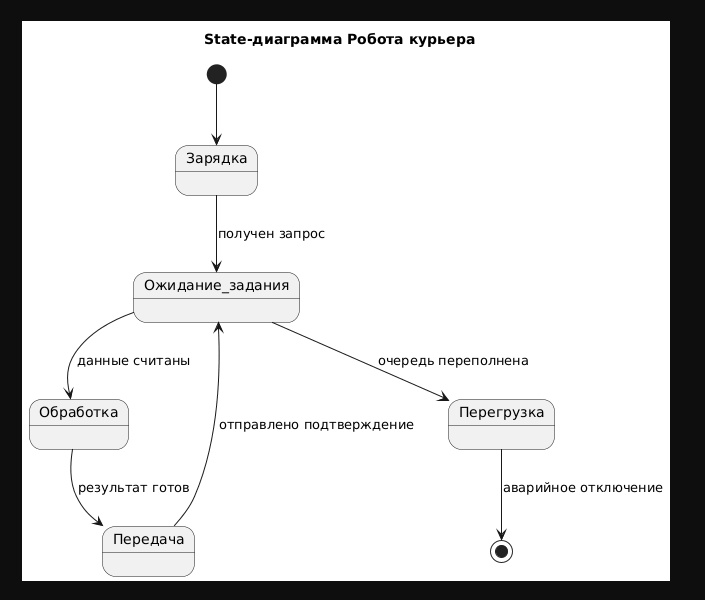 State-диаграмма Робота курьера
Зарядка
получен запрос
Ожидание_задания
данные считаны
очередь переполнена
Обработка
Перегрузка
отправлено подтверждение
результат готов
аварийное отключение
Передача